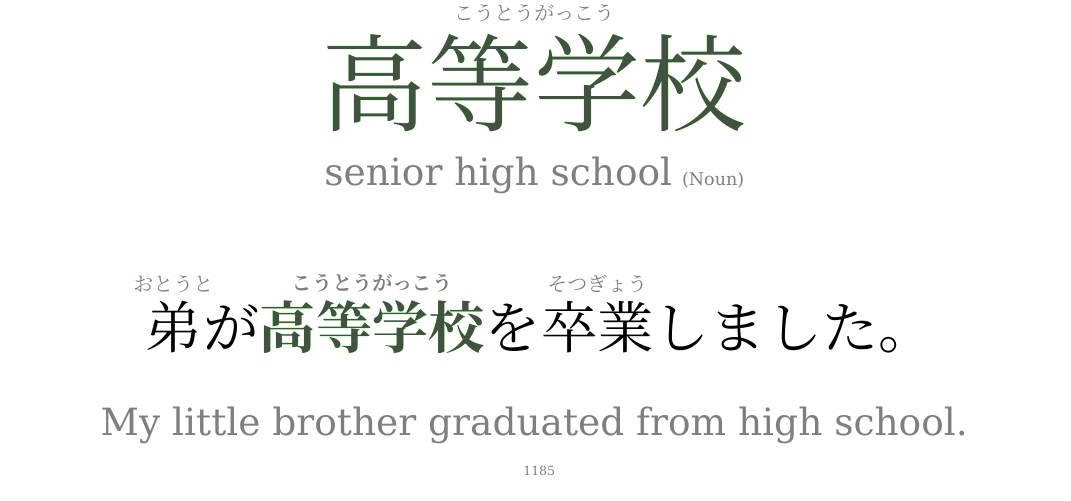 こうとうがっこう
高等学校
senior high school (Noun)
おとうと こうとうがっこう そつぎょう
弟が高等学校を卒業しました。
My little brother graduated from high school.
1185